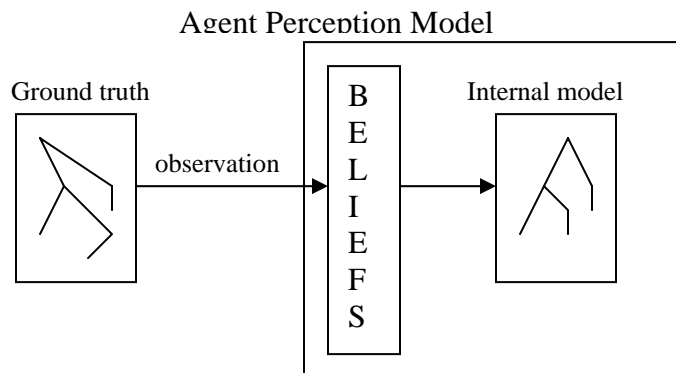 Agent Perception Model
Ground truth
Internal model
observation
B
E
L
I
E
F
S